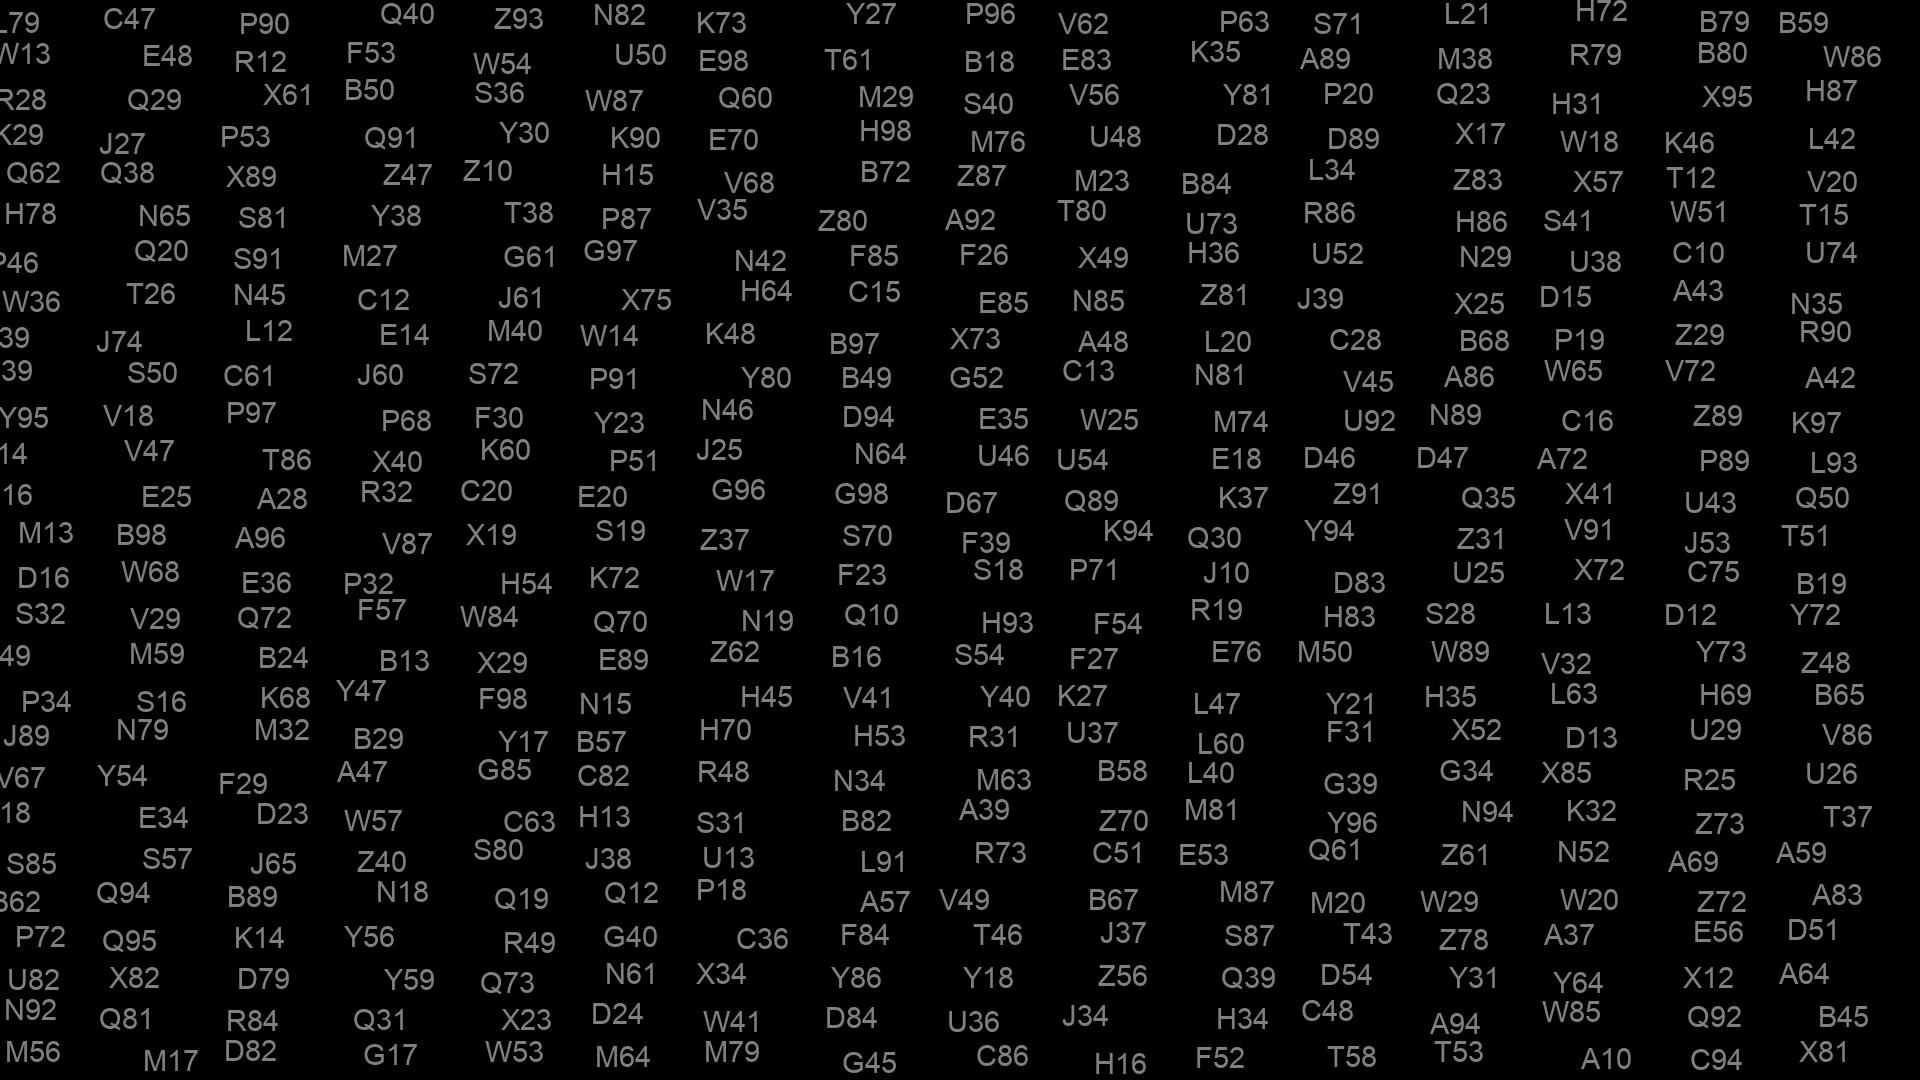 L79 C47 P90 Q40 Z93 N82 K73 Y27 P96 V62 P63 S71 L21 H72 B79 B59
W13 E48 R12 F53 W54 U50 E98 T61 B18 E83 K35 A89 M38 R79 B80 W86
R28 Q29 X61 B50 S36 W87 Q60 M29 S40 V56 Y81 P20 Q23 H31 X95 H87
K29 J27 P53 Q91 Y30 K90 E70 H98 M76 U48 D28 D89 X17 W18 K46 L42
Q62 Q38 X89 Z47 Z10 H15 V68 B72 Z87 M23 B84 L34 Z83 X57 T12 V20
H78 N65 S81 Y38 T38 P87 V35 Z80 A92 T80 U73 R86 H86 S41 W51 T15
P46 Q20 S91 M27 G61 G97 N42 F85 F26 X49 H36 U52 N29 U38 C10 U74
W36 T26 N45 C12 J61 X75 H64 C15 E85 N85 Z81 J39 X25 D15 A43 N35
39 J74 L12 E14 M40 W14 K48 B97 X73 A48 L20 C28 B68 P19 Z29 R90
39 S50 C61 J60 S72 P91 Y80 B49 G52 C13 N81 V45 A86 W65 V72 A42
Y95 V18 P97 P68 F30 Y23 N46 D94 E35 W25 M74 U92 N89 C16 Z89 K97
14 V47 T86 X40 K60 P51 J25 N64 U46 U54 E18 D46 D47 A72 P89 L93
16 E25 A28 R32 C20 E20 G96 G98 D67 Q89 K37 Z91 Q35 X41 U43 Q50
M13 B98 A96 V87 X19 S19 Z37 S70 F39 K94 Q30 Y94 Z31 V91 J53 T51
D16 W68 E36 P32 H54 K72 W17 F23 S18 P71 J10 D83 U25 X72 C75 B19
S32 V29 Q72 F57 W84 Q70 N19 Q10 H93 F54 R19 H83 S28 L13 D12 Y72
49 M59 B24 B13 X29 E89 Z62 B16 S54 F27 E76 M50 W89 V32 Y73 Z48
P34 S16 K68 Y47 F98 N15 H45 V41 Y40 K27 L47 Y21 H35 L63 H69 B65
J89 N79 M32 B29 Y17 B57 H70 H53 R31 U37 L60 F31 X52 D13 U29 V86
V67 Y54 F29 A47 G85 C82 R48 N34 M63 B58 L40 G39 G34 X85 R25 U26
18 E34 D23 W57 C63 H13 S31 B82 A39 Z70 M81 Y96 N94 K32 Z73 T37
S85 S57 J65 Z40 S80 J38 U13 L91 R73 C51 E53 Q61 Z61 N52 A69 A59
B62 Q94 B89 N18 Q19 Q12 P18 A57 V49 B67 M87 M20 W29 W20 Z72 A83
P72 Q95 K14 Y56 R49 G40 C36 F84 T46 J37 S87 T43 Z78 A37 E56 D51
U82 X82 D79 Y59 Q73 N61 X34 Y86 Y18 Z56 Q39 D54 Y31 Y64 X12 A64
N92 Q81 R84 Q31 X23 D24 W41 D84 U36 J34 H34 C48 A94 W85 Q92 B45
M56 M17 D82 G17 W53 M64 M79 G45 C86 H16 F52 T58 T53 A10 C94 X81